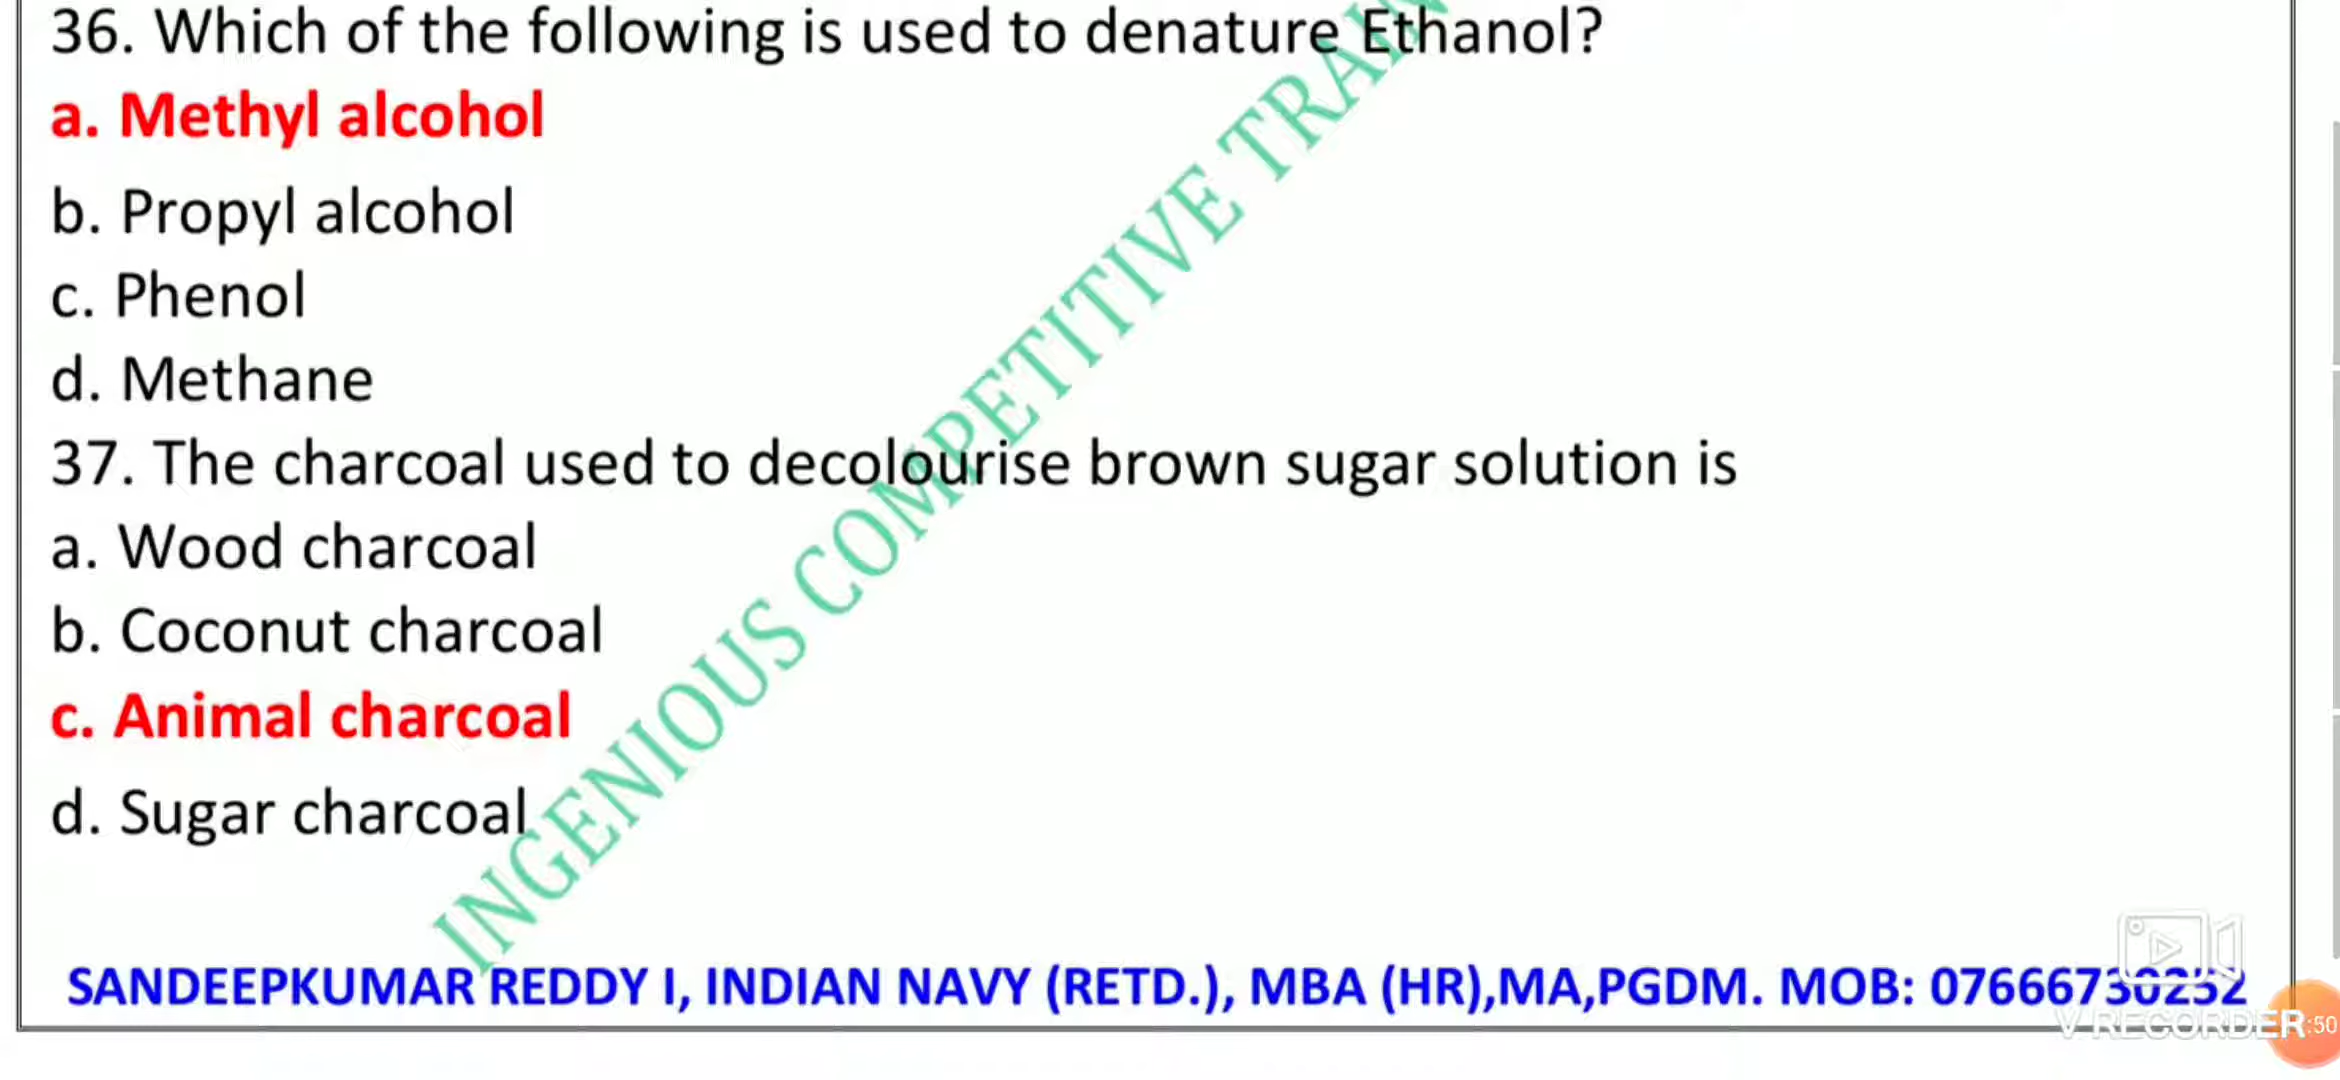 36. Which of the following is used to denature Ethanol?
a. Methyl alcohol
b. Propyl alcohol
c. Phenol
d. Methane
37. The charcoal used to decolourise brown sugar solution is
a. Wood charcoal
b. Coconut charcoal
c. Animal charcoal
d. Sugar charcoal
INGENIOUS COMPETITIVE
SANDEEPKUMAR REDDY I, INDIAN NAVY (RETD.), MBA (HR),MA,PGDM. MOB: 07666730252
V RECORDER
:50